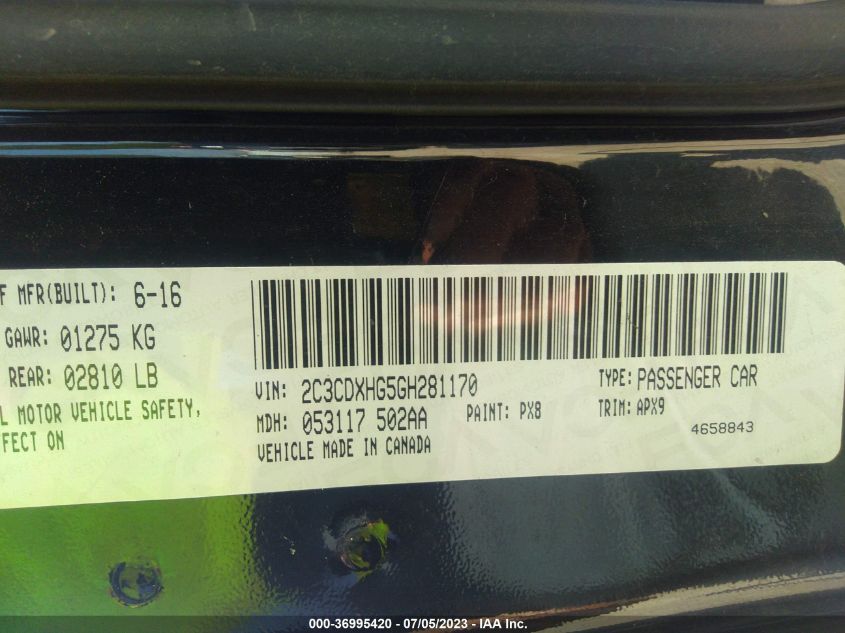 F MFR(BUILT): 6-16
GAWR: 01275 KG
REAR: 02810 LB
L MOTOR VEHICLE SAFETY,
FFECT ON
VIN: 2C3CDXHG5GH281170
TYPE: PASSENGER CAR
MDH: 053117 502AA
PAINT: PX8
TRIM: APX9
VEHICLE MADE IN CANADA
4658843
000-36995420 - 07/05/2023 - IAA Inc.